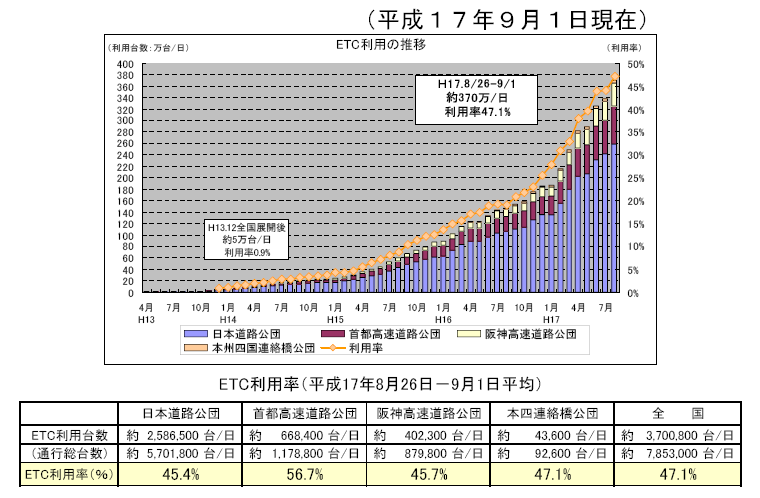 （平成１７年９月１日現在）
ETC利用の推移
（利用台数：万台/日）
（利用率）
400
380
360
340
320
300
280
260
240
220
200
180
160
140
120
100
80
60
40
20
0
50%
45%
40%
35%
30%
25%
20%
15%
10%
5%
0%
H17.8/26-9/1
約370万/日
利用率47.1%
H13.12全国展開後
約5万台/日
利用率0.9%
4月 7月 10月 H14 4月 7月 10月 H15 4月 7月 10月 H16 4月 7月 10月 H17 4月 7月
H13
日本道路公団 首都高速道路公団 阪神高速道路公団
本州四国連絡橋公団 利用率
ETC利用率（平成17年8月26日－9月1日平均）
日本道路公団 首都高速道路公団 阪神高速道路公団 本四連絡橋公団 全 国
ETC利用台数 約 2,586,500 台/日 約 668,400 台/日 約 402,300 台/日 約 43,600 台/日 約 3,700,800 台/日
（通行総台数） 約 5,701,800 台/日 約 1,178,800 台/日 約 879,800 台/日 約 92,600 台/日 約 7,853,000 台/日
ETC利用率（%） 45.4% 56.7% 45.7% 47.1% 47.1%